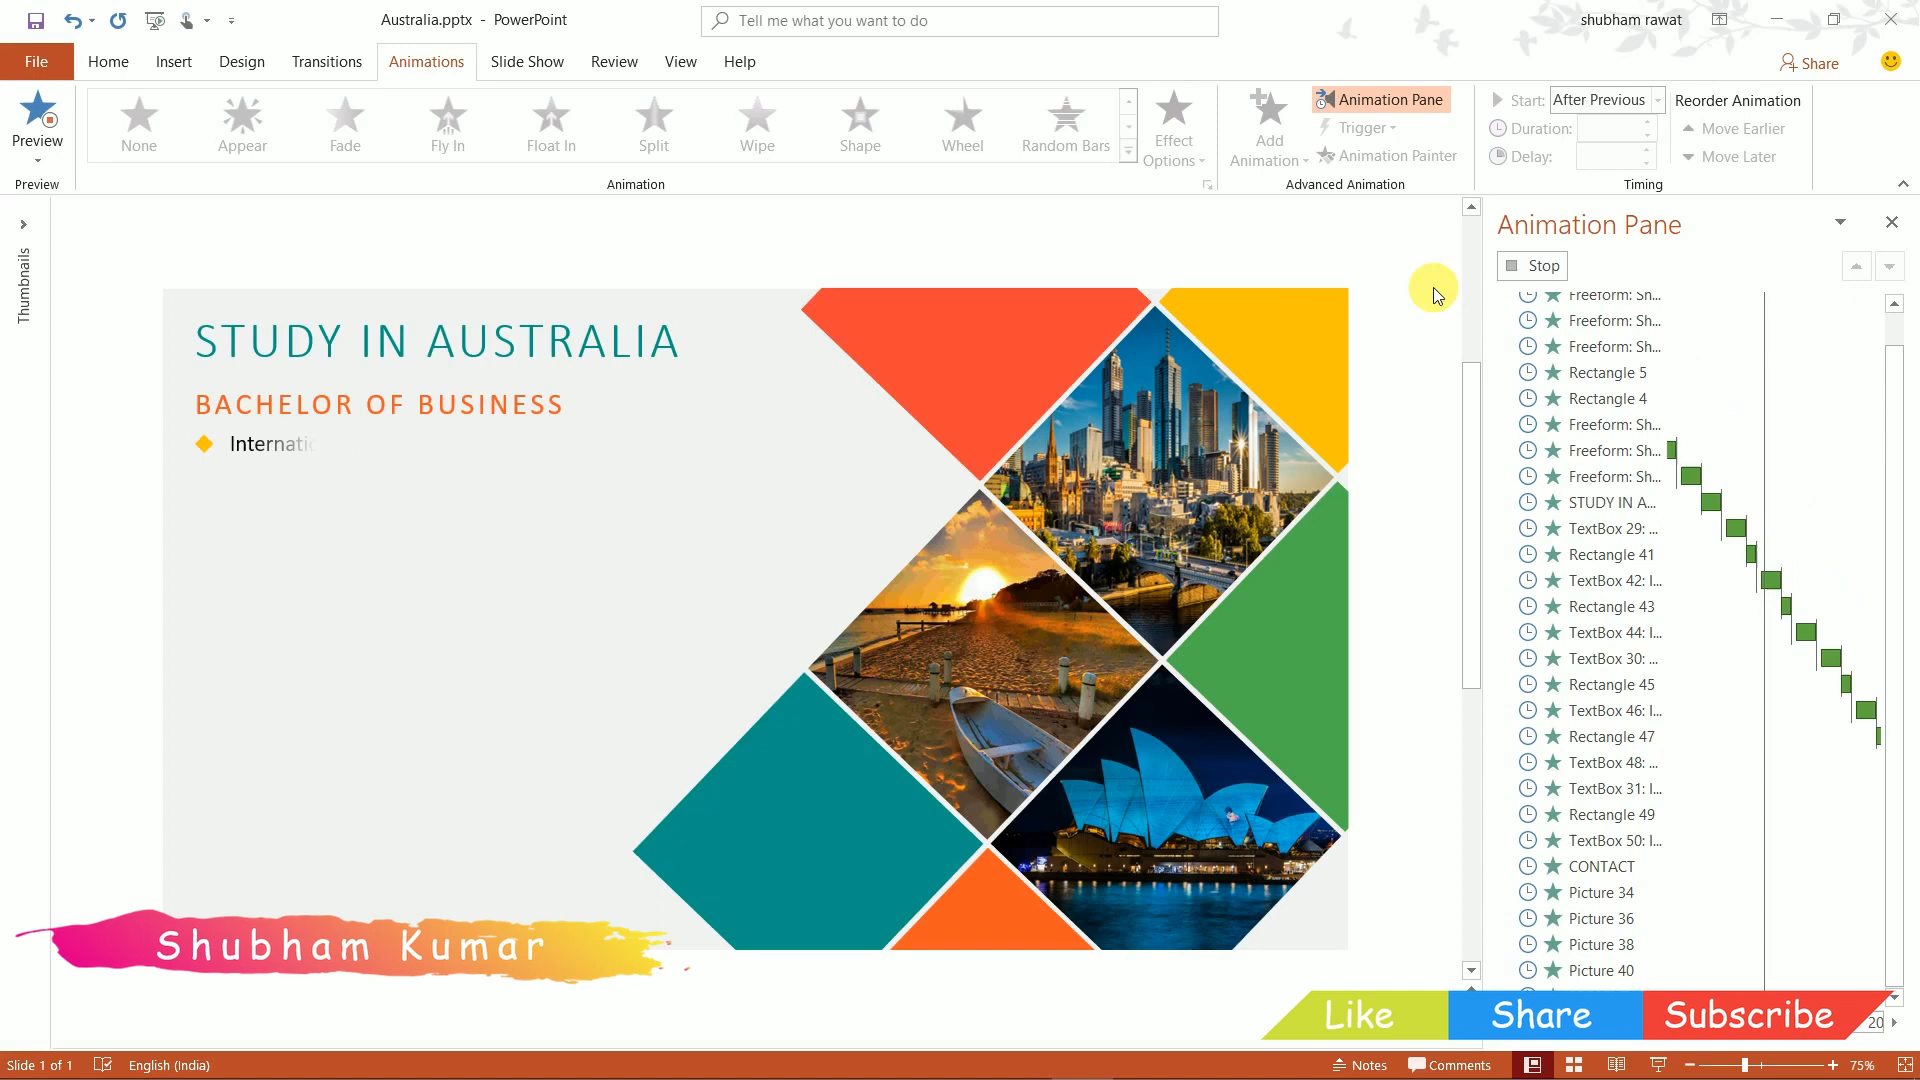 Australia.pptx - PowerPoint
Tell me what you want to do
shubham rawat
File
Home
Insert
Design
Transitions
Animations
Slide Show
Review
View
Help
Share
Preview
None
Appear
Fade
Fly In
Float In
Split
Wipe
Shape
Wheel
Random Bars
Effect
Options
Add
Animation
Animation Pane
Trigger
Animation Painter
Start: After Previous
Duration:
Delay:
Reorder Animation
Move Earlier
Move Later
Preview
Animation
Advanced Animation
Timing
Thumbnails
STUDY IN AUSTRALIA
BACHELOR OF BUSINESS
Internatio
Animation Pane
Stop
Freeform: Sh...
Freeform: Sh...
Freeform: Sh...
Rectangle 5
Rectangle 4
Freeform: Sh...
Freeform: Sh...
Freeform: Sh...
STUDY IN A...
TextBox 29: ...
Rectangle 41
TextBox 42: I...
Rectangle 43
TextBox 44: I...
TextBox 30: ...
Rectangle 45
TextBox 46: I...
Rectangle 47
TextBox 48: ...
TextBox 31: I...
Rectangle 49
TextBox 50: I...
CONTACT
Picture 34
Picture 36
Picture 38
Picture 40
20
Shubham Kumar
Like
Share
Subscribe
Slide 1 of 1
English (India)
Notes
Comments
75%